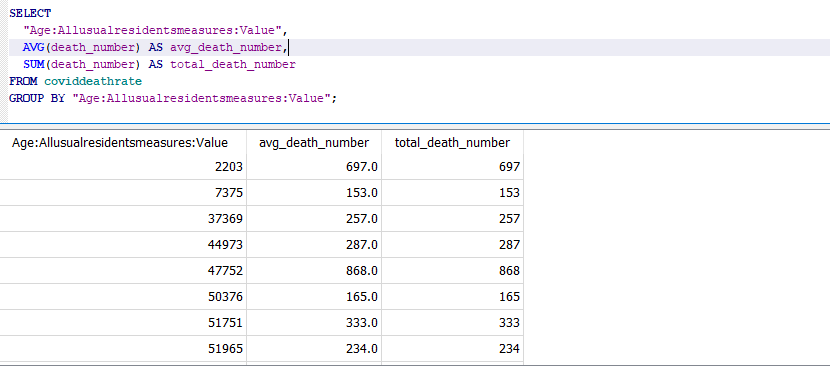 SELECT
"Age:Allusualresidentsmeasures:Value",
AVG(death_number) AS avg_death_number,
SUM(death_number) AS total_death_number
FROM coviddeathrate
GROUP BY "Age:Allusualresidentsmeasures:Value";
Age:Allusualresidentsmeasures:Value avg_death_number total_death_number
2203 697.0 697
7375 153.0 153
37369 257.0 257
44973 287.0 287
47752 868.0 868
50376 165.0 165
51751 333.0 333
51965 234.0 234